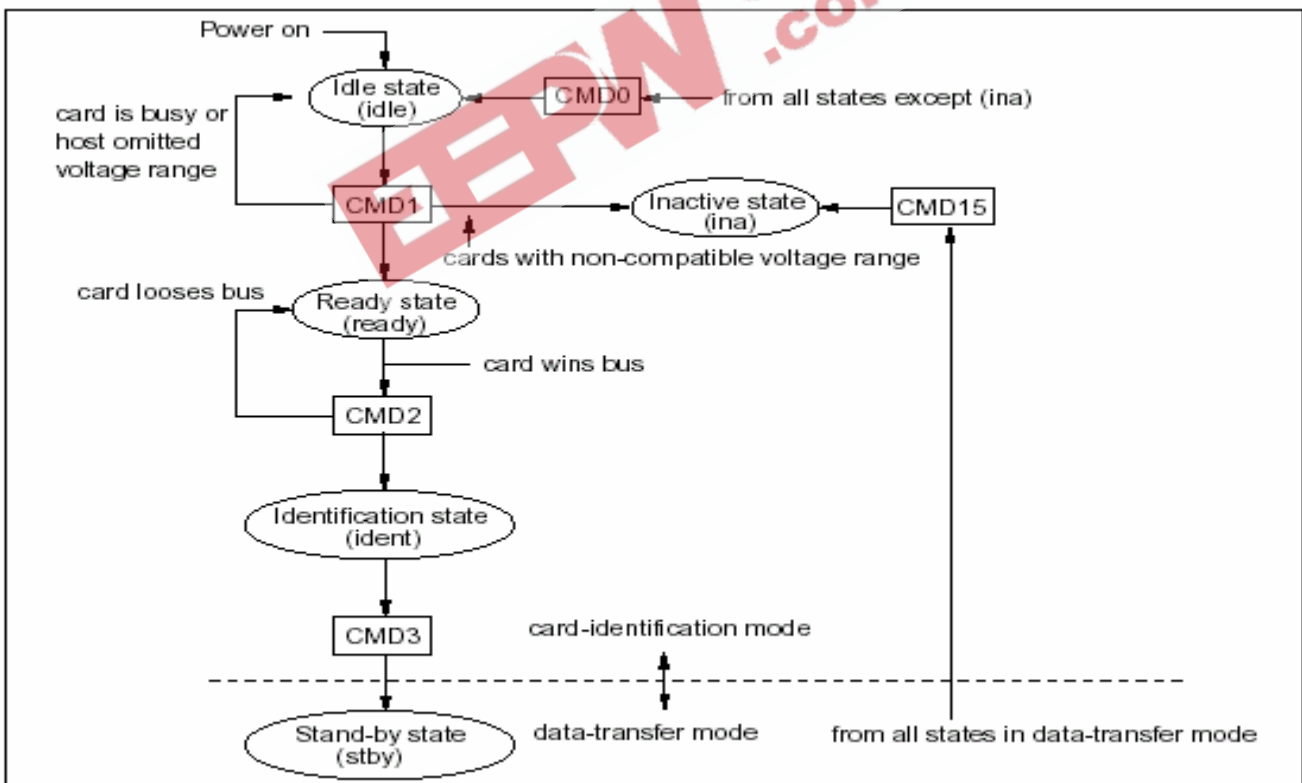 EEPW.com
Power on
Idle state
(idle)
CMD0
from all states except (ina)
card is busy or
host omitted
voltage range
CMD1
Inactive state
(ina)
CMD15
cards with non-compatible voltage range
card looses bus
Ready state
(ready)
card wins bus
CMD2
Identification state
(ident)
CMD3
card-identification mode
Stand-by state
(stby)
data-transfer mode
from all states in data-transfer mode